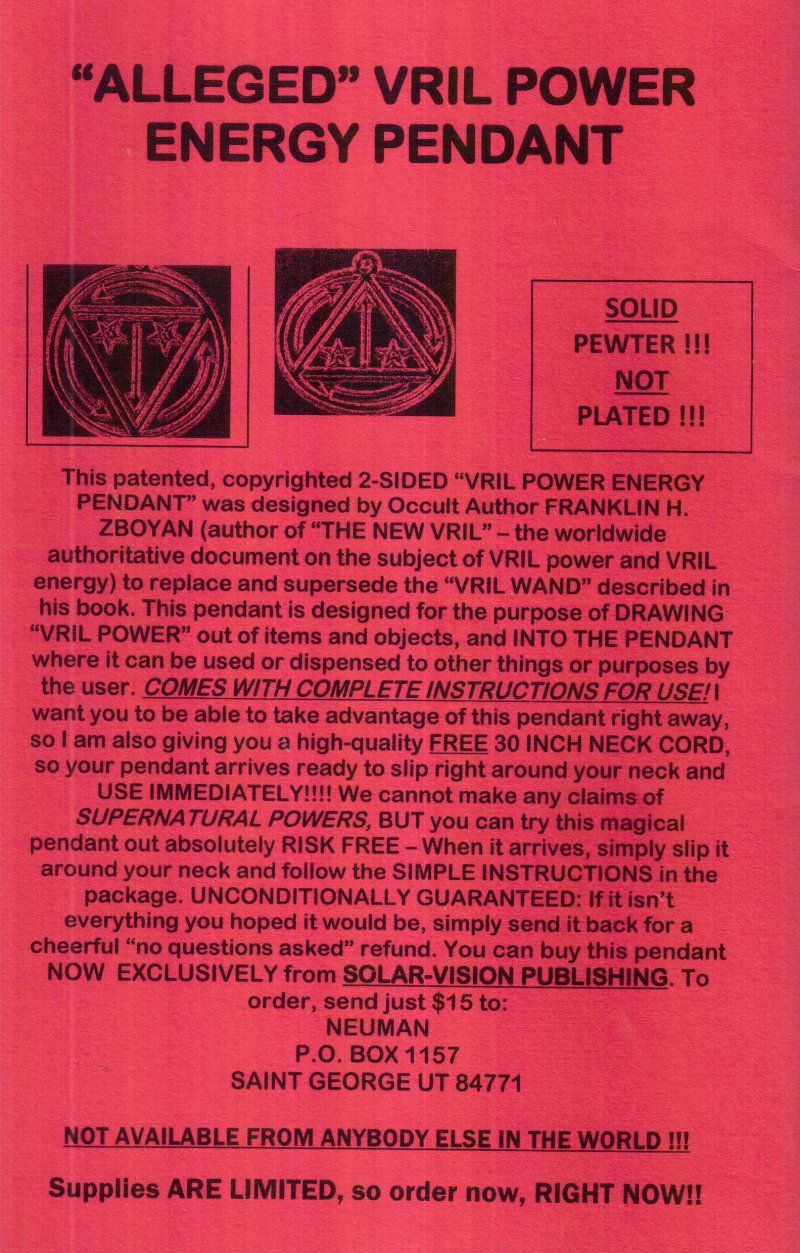 “ALLEGED” VRIL POWER
ENERGY PENDANT
SOLID
PEWTER !!!
NOT
PLATED !!!
This patented, copyrighted 2-SIDED “VRIL POWER ENERGY
PENDANT” was designed by Occult Author FRANKLIN H.
ZBOYAN (author of “THE NEW VRIL” – the worldwide
authoritative document on the subject of VRIL power and VRIL
energy) to replace and supersede the “VRIL WAND” described in
his book. This pendant is designed for the purpose of DRAWING
“VRIL POWER” out of items and objects, and INTO THE PENDANT
where it can be used or dispensed to other things or purposes by
the user. COMES WITH COMPLETE INSTRUCTIONS FOR USE! I
want you to be able to take advantage of this pendant right away,
so I am also giving you a high-quality FREE 30 INCH NECK CORD,
so your pendant arrives ready to slip right around your neck and
USE IMMEDIATELY!!!! We cannot make any claims of
SUPERNATURAL POWERS, BUT you can try this magical
pendant out absolutely RISK FREE – When it arrives, simply slip it
around your neck and follow the SIMPLE INSTRUCTIONS in the
package. UNCONDITIONALLY GUARANTEED: If it isn’t
everything you hoped it would be, simply send it back for a
cheerful “no questions asked” refund. You can buy this pendant
NOW EXCLUSIVELY from SOLAR-VISION PUBLISHING. To
order, send just $15 to:
NEUMAN
P.O. BOX 1157
SAINT GEORGE UT 84771
NOT AVAILABLE FROM ANYBODY ELSE IN THE WORLD !!!
Supplies ARE LIMITED, so order now, RIGHT NOW!!